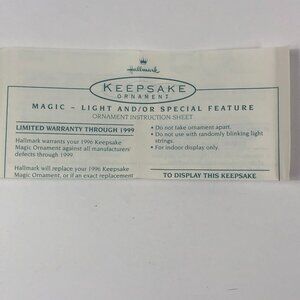 Hallmark
KEEPSAKE
ORNAMENT
MAGIC – LIGHT AND/OR SPECIAL FEATURE
ORNAMENT INSTRUCTION SHEET
LIMITED WARRANTY THROUGH 1999
Hallmark warrants your 1996 Keepsake
Magic Ornament against all manufacturers'
defects through 1999.
Hallmark will replace your 1996 Keepsake
Magic Ornament, or if an exact replacement
• Do not take ornament apart.
• Do not use with randomly blinking light
strings.
• For indoor display only.
TO DISPLAY THIS KEEPSAKE